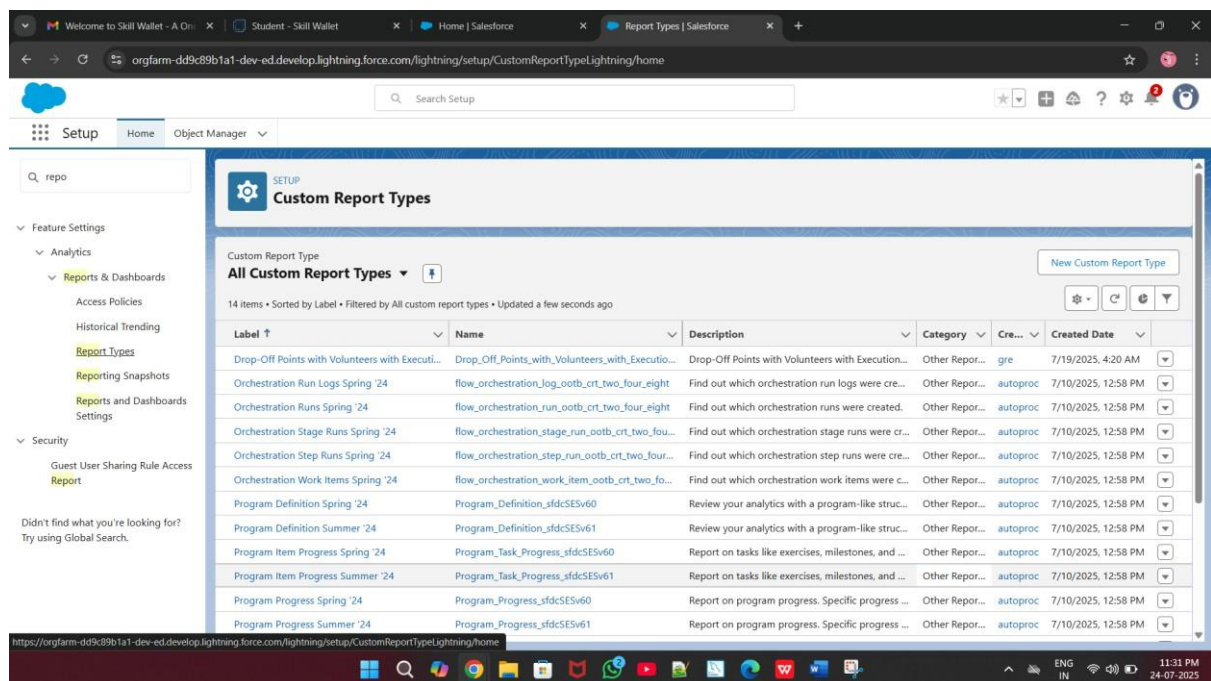 Welcome to Skill Wallet - A On
Student - Skill Wallet
Home | Salesforce
Report Types | Salesforce
orgfarm-dd9c89b1a1-dev-ed.develop.lightning.force.com/lightning/setup/CustomReportTypeLightning/home
Search Setup
2
Setup Home Object Manager
repo
Feature Settings
Analytics
Reports & Dashboards
Access Policies
Historical Trending
Report Types
Reporting Snapshots
Reports and Dashboards
Settings
Security
Guest User Sharing Rule Access
Report
Didn't find what you're looking for?
Try using Global Search.
SETUP
Custom Report Types
Custom Report Type
All Custom Report Types
New Custom Report Type
14 items • Sorted by Label • Filtered by All custom report types • Updated a few seconds ago
Label ↑ Name Description Category Cre... Created Date
Drop-Off Points with Volunteers with Executi... Drop_Off_Points_with_Volunteers_with_Executio... Drop-Off Points with Volunteers with Execution... Other Repor... gre 7/19/2025, 4:20 AM
Orchestration Run Logs Spring '24 flow_orchestration_log_ootb_crt_two_four_eight Find out which orchestration run logs were cre... Other Repor... autoproc 7/10/2025, 12:58 PM
Orchestration Runs Spring '24 flow_orchestration_run_ootb_crt_two_four_eight Find out which orchestration runs were created. Other Repor... autoproc 7/10/2025, 12:58 PM
Orchestration Stage Runs Spring '24 flow_orchestration_stage_run_ootb_crt_two_fou... Find out which orchestration stage runs were cr... Other Repor... autoproc 7/10/2025, 12:58 PM
Orchestration Step Runs Spring '24 flow_orchestration_step_run_ootb_crt_two_four... Find out which orchestration step runs were cre... Other Repor... autoproc 7/10/2025, 12:58 PM
Orchestration Work Items Spring '24 flow_orchestration_work_item_ootb_crt_two_fo... Find out which orchestration work items were c... Other Repor... autoproc 7/10/2025, 12:58 PM
Program Definition Spring '24 Program_Definition_sfdcSESv60 Review your analytics with a program-like struc... Other Repor... autoproc 7/10/2025, 12:58 PM
Program Definition Summer '24 Program_Definition_sfdcSESv61 Review your analytics with a program-like struc... Other Repor... autoproc 7/10/2025, 12:58 PM
Program Item Progress Spring '24 Program_Task_Progress_sfdcSESv60 Report on tasks like exercises, milestones, and ... Other Repor... autoproc 7/10/2025, 12:58 PM
Program Item Progress Summer '24 Program_Task_Progress_sfdcSESv61 Report on tasks like exercises, milestones, and ... Other Repor... autoproc 7/10/2025, 12:58 PM
Program Progress Spring '24 Program_Progress_sfdcSESv60 Report on program progress. Specific progress ... Other Repor... autoproc 7/10/2025, 12:58 PM
Program Progress Summer '24 Program_Progress_sfdcSESv61 Report on program progress. Specific progress ... Other Repor... autoproc 7/10/2025, 12:58 PM
https://orgfarm-dd9c89b1a1-dev-ed.develop.lightning.force.com/lightning/setup/CustomReportTypeLightning/home
ENG
IN
11:31 PM
24-07-2025